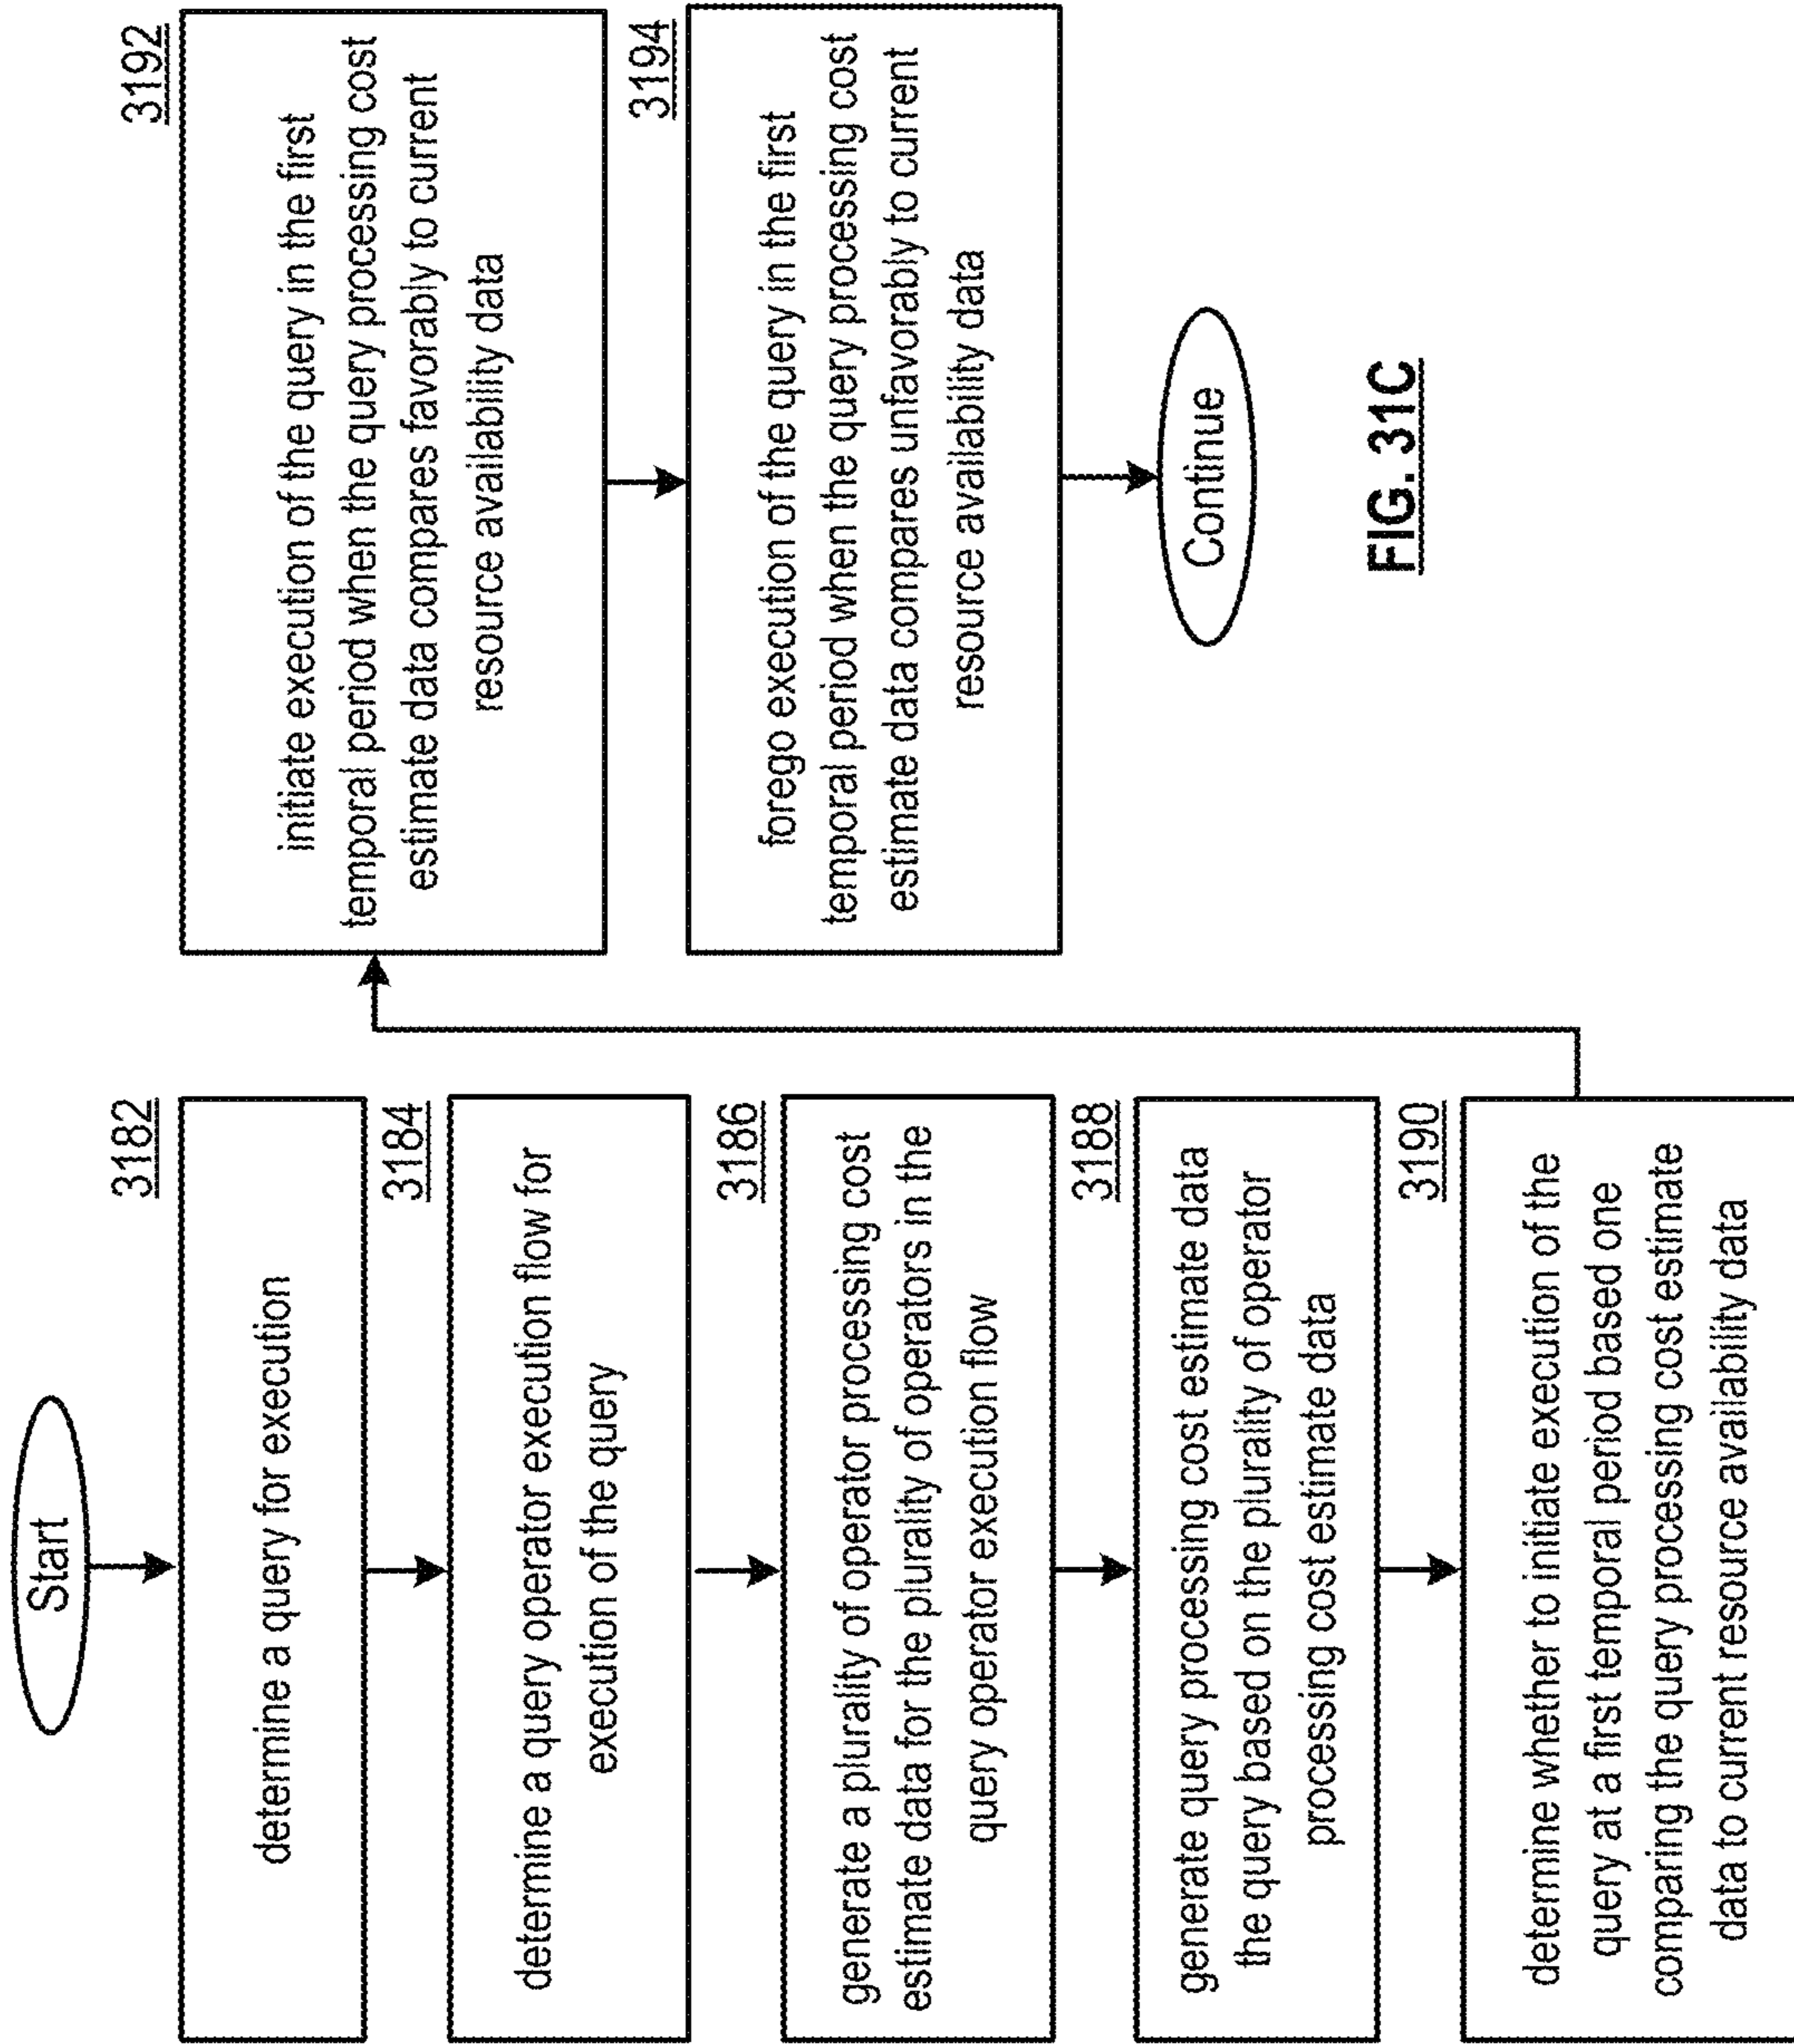 Start
3182
determine a query for execution
3184
determine a query operator execution flow for
execution of the query
3186
generate a plurality of operator processing cost
estimate data for the plurality of operators in the
query operator execution flow
3188
generate query processing cost estimate data
the query based on the plurality of operator
processing cost estimate data
3190
determine whether to initiate execution of the
query at a first temporal period based one
comparing the query processing cost estimate
data to current resource availability data
3192
initiate execution of the query in the first
temporal period when the query processing cost
estimate data compares favorably to current
resource availability data
3194
forego execution of the query in the first
temporal period when the query processing cost
estimate data compares unfavorably to current
resource availability data
Continue
FIG. 31C